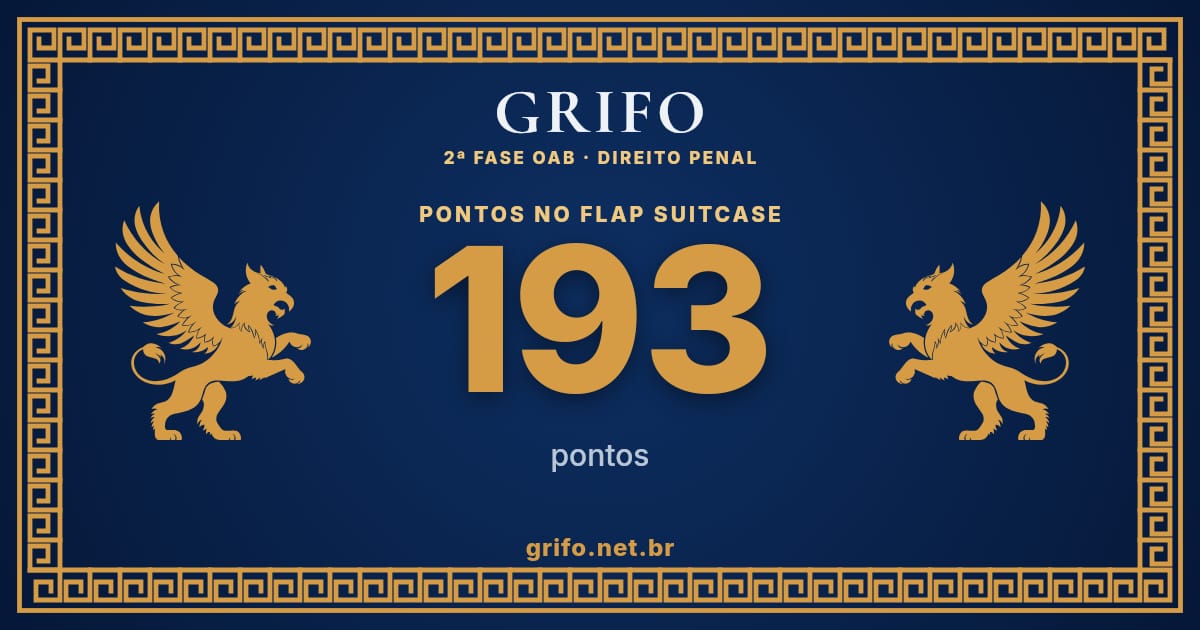 GRIFO
2ª FASE OAB · DIREITO PENAL
PONTOS NO FLAP SUITCASE
193
pontos
grifo.net.br